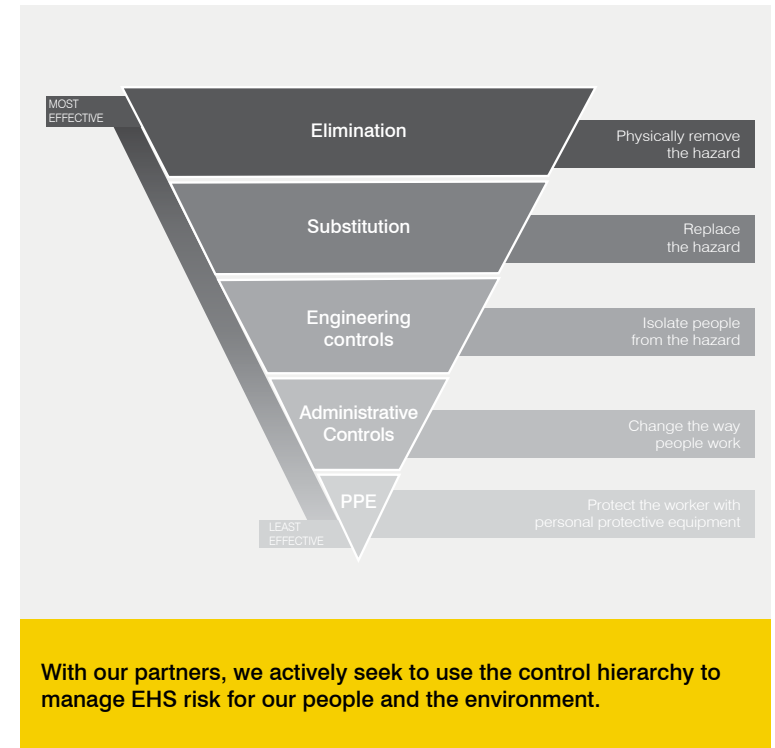 MOST
EFFECTIVE
Elimination
Physically remove
the hazard
Substitution
Replace
the hazard
Engineering
controls
Isolate people
from the hazard
Administrative
Controls
Change the way
people work
PPE
Protect the worker with
personal protective equipment
LEAST
EFFECTIVE
With our partners, we actively seek to use the control hierarchy to
manage EHS risk for our people and the environment.